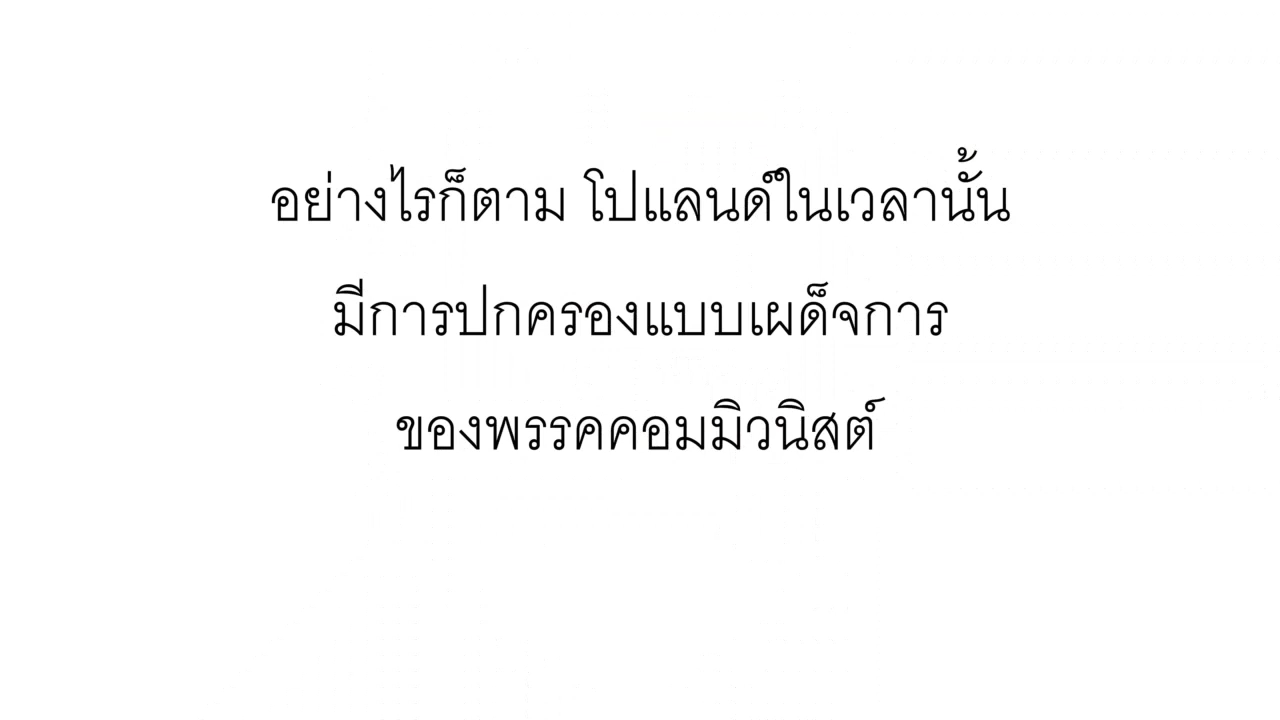 อย่างไรก็ตาม โปแลนด์ในเวลานั้น
มีการปกครองแบบเผด็จการ
ของพรรคคอมมิวนิสต์